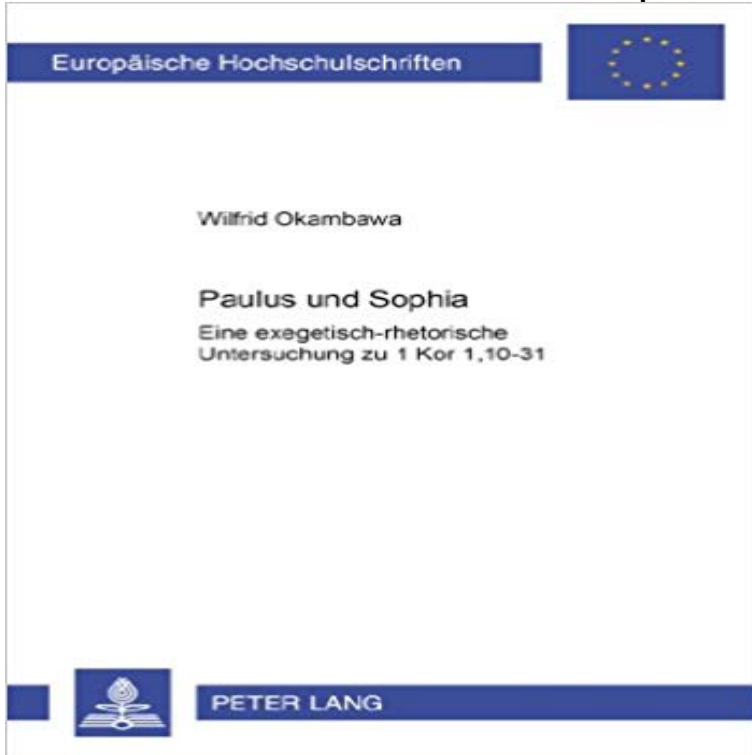 Europäische Hochschulschriften
Wilfrid Okambawa
Paulus und Sophia
Eine exegetisch-rhetorische
Untersuchung zu 1 Kor 1,10-31
PETER LANG